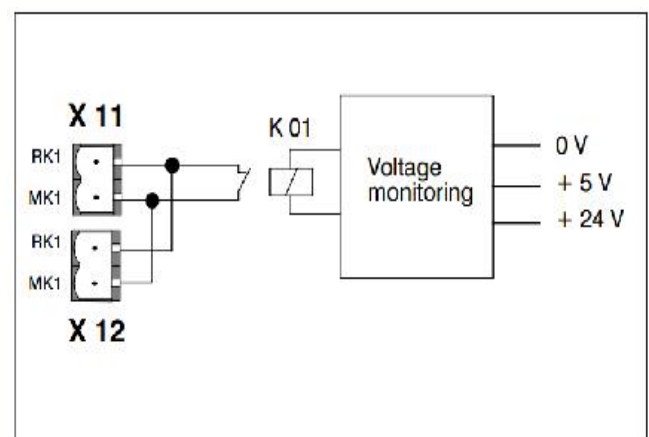 X 11
RK1
MK1
RK1
MK1
X 12
K 01
Voltage
monitoring
0 V
+ 5 V
+ 24 V